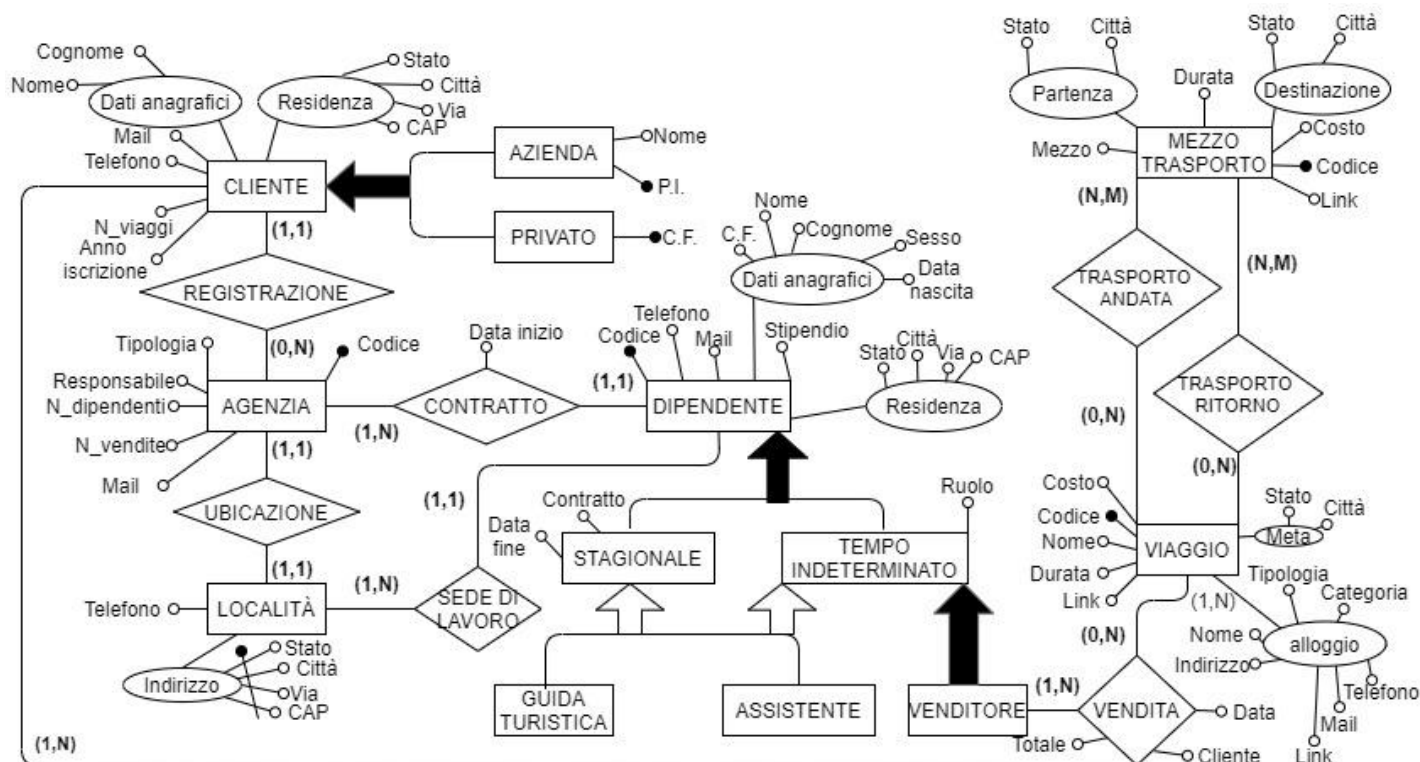 Cognome
Nome
Dati anagrafici
Residenza
Stato
Città
Via
CAP
Mail
Telefono
CLIENTE
N_viaggi
Anno
iscrizione
(1,1)
AZIENDA
Nome
P.I.
PRIVATO
C.F.
REGISTRAZIONE
(0,N)
Tipologia
Codice
Responsabile
N_dipendenti
AGENZIA
N_vendite
Mail
(1,1)
(1,N)
Data inizio
CONTRATTO
(1,1)
UBICAZIONE
(1,1)
Telefono
LOCALITÀ
(1,N)
Indirizzo
Stato
Città
Via
CAP
(1,N)
Nome
C.F.
Cognome
Sesso
Dati anagrafici
Data
nascita
Telefono
Codice
Mail
Stipendio
DIPENDENTE
Stato
Città
Via
CAP
Residenza
(1,1)
SEDE DI
LAVORO
Contratto
Data
fine
STAGIONALE
Ruolo
TEMPO
INDETERMINATO
GUIDA
TURISTICA
ASSISTENTE
VENDITORE
(1,N)
VENDITA
Data
Totale
Cliente
(0,N)
Stato
Città
Partenza
Durata
Stato
Città
Destinazione
Mezzo
MEZZO
TRASPORTO
Costo
Codice
Link
(N,M)
(N,M)
TRASPORTO
ANDATA
TRASPORTO
RITORNO
(0,N)
(0,N)
Costo
Codice
Nome
Durata
Link
VIAGGIO
Stato
Città
Meta
(1,N)
Tipologia
Categoria
Nome
Indirizzo
alloggio
Telefono
Mail
Link